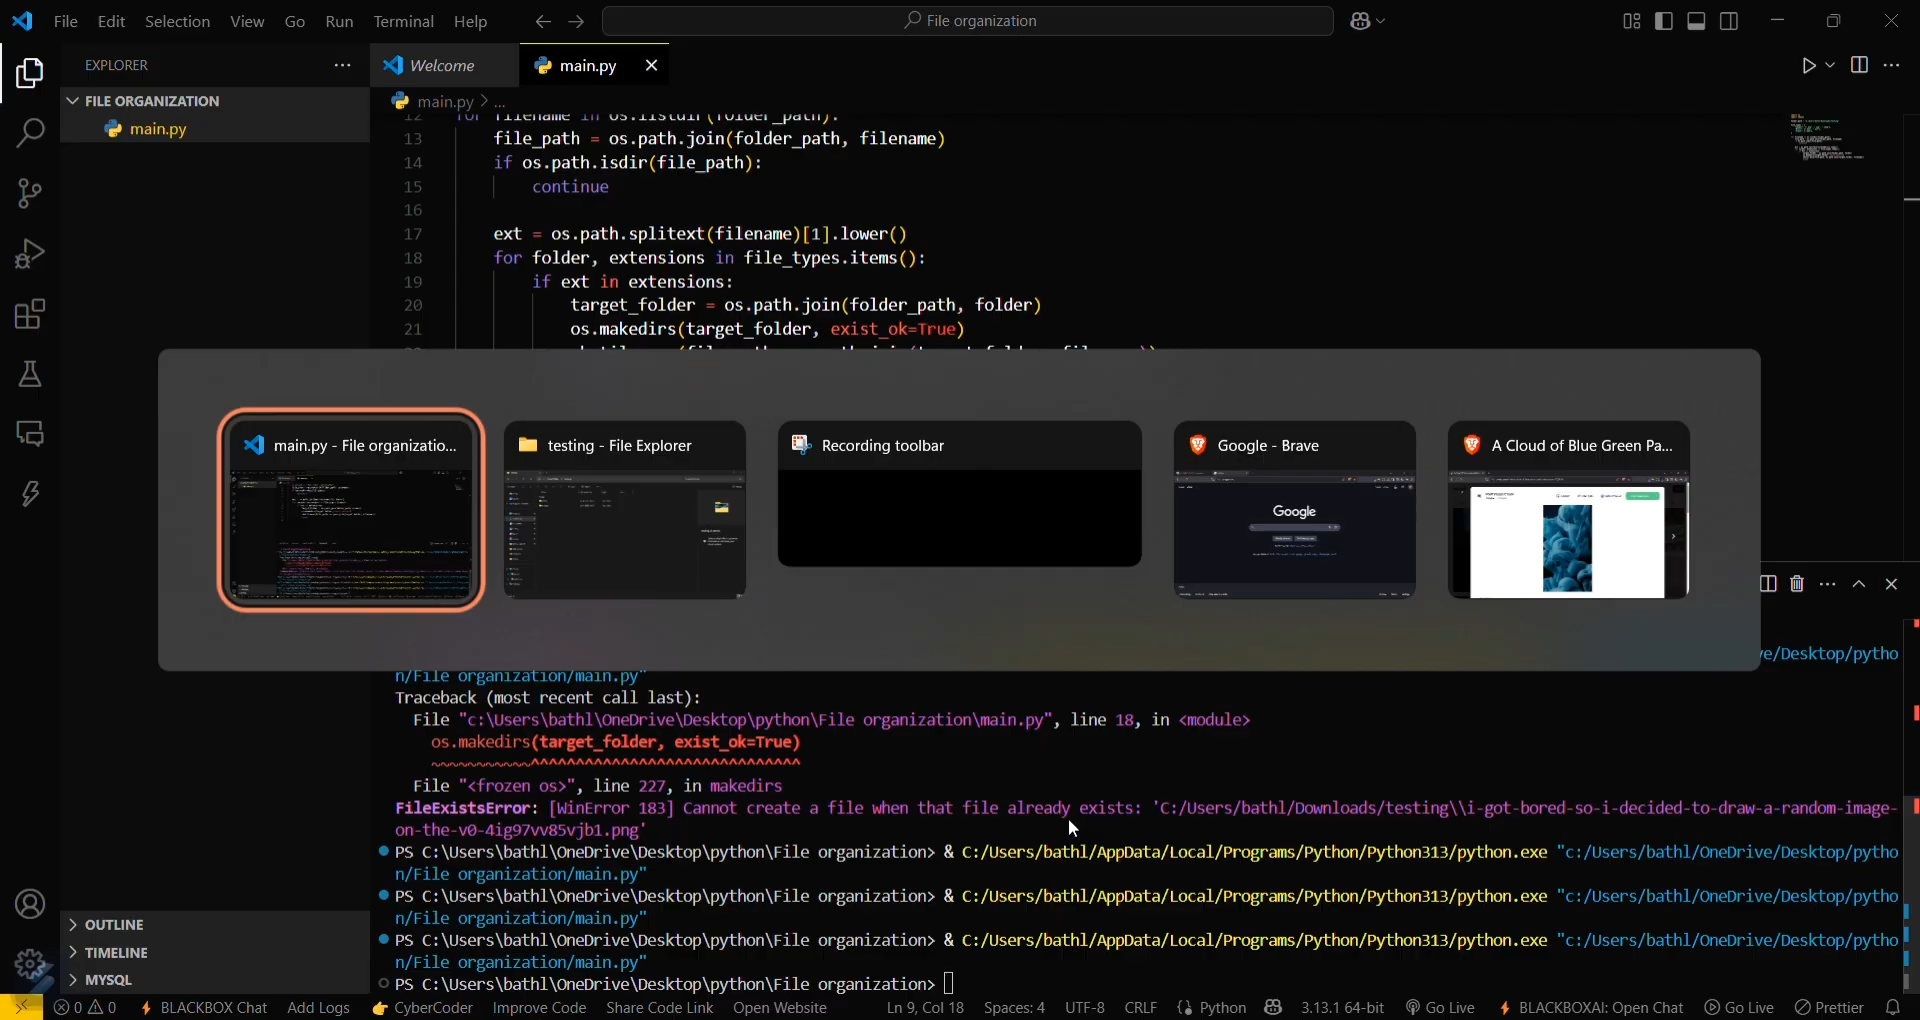 File Edit Selection View Go Run Terminal Help
File organization
EXPLORER
Welcome
main.py
FILE ORGANIZATION
main.py
main.py > ...
12 for filename in os.listdir(folder_path):
13 file_path = os.path.join(folder_path, filename)
14 if os.path.isdir(file_path):
15 continue
16
17 ext = os.path.splitext(filename)[1].lower()
18 for folder, extensions in file_types.items():
19 if ext in extensions:
20 target_folder = os.path.join(folder_path, folder)
21 os.makedirs(target_folder, exist_ok=True)
main.py - File organizatio...
testing - File Explorer
Recording toolbar
Google - Brave
A Cloud of Blue Green Pa...
Google
ve/Desktop/pytho
n/File organization/main.py"
Traceback (most recent call last):
File "c:\Users\bathl\OneDrive\Desktop\python\File organization\main.py", line 18, in <module>
os.makedirs(target_folder, exist_ok=True)
~~~~~~~~~~~^^^^^^^^^^^^^^^^^^^^^^^^^^^^^^
File "<frozen os>", line 227, in makedirs
FileExistsError: [WinError 183] Cannot create a file when that file already exists: 'C:/Users/bathl/Downloads/testing\\i-got-bored-so-i-decided-to-draw-a-random-image-
on-the-v0-4ig97vv85vjb1.png'
PS C:\Users\bathl\OneDrive\Desktop\python\File organization> & C:/Users/bathl/AppData/Local/Programs/Python/Python313/python.exe "c:/Users/bathl/OneDrive/Desktop/pytho
n/File organization/main.py"
PS C:\Users\bathl\OneDrive\Desktop\python\File organization> & C:/Users/bathl/AppData/Local/Programs/Python/Python313/python.exe "c:/Users/bathl/OneDrive/Desktop/pytho
n/File organization/main.py"
PS C:\Users\bathl\OneDrive\Desktop\python\File organization> & C:/Users/bathl/AppData/Local/Programs/Python/Python313/python.exe "c:/Users/bathl/OneDrive/Desktop/pytho
n/File organization/main.py"
PS C:\Users\bathl\OneDrive\Desktop\python\File organization>
OUTLINE
TIMELINE
MYSQL
0 0 BLACKBOX Chat Add Logs CyberCoder Improve Code Share Code Link Open Website Ln 9, Col 18 Spaces: 4 UTF-8 CRLF {} Python 3.13.1 64-bit Go Live BLACKBOXAI: Open Chat Go Live Prettier